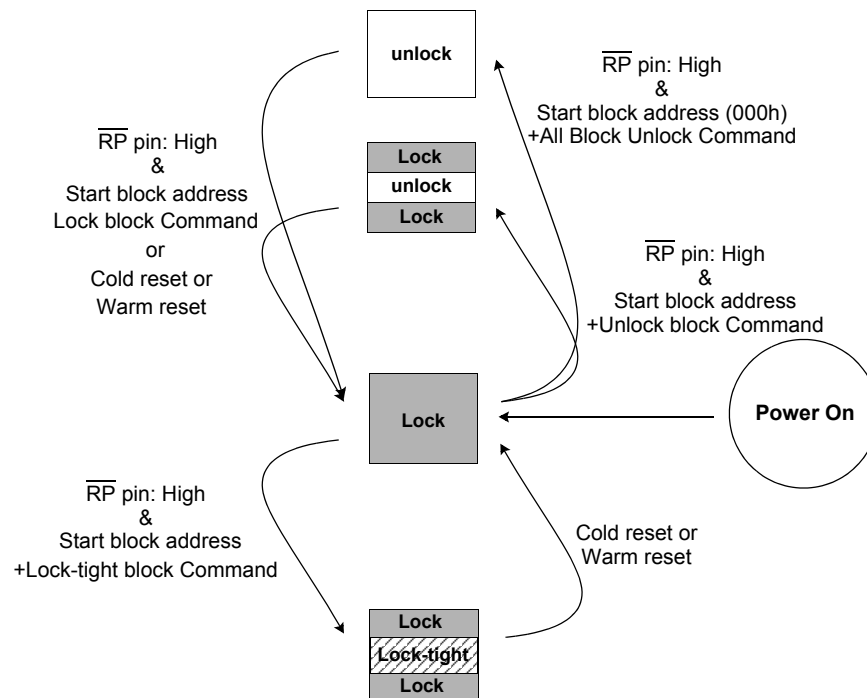 unlock
RP pin: High
&
Start block address (000h)
+All Block Unlock Command
RP pin: High
&
Start block address
Lock block Command
or
Cold reset or
Warm reset
Lock
unlock
Lock
RP pin: High
&
Start block address
+Unlock block Command
Lock
Power On
RP pin: High
&
Start block address
+Lock-tight block Command
Cold reset or
Warm reset
Lock
Lock-tight
Lock